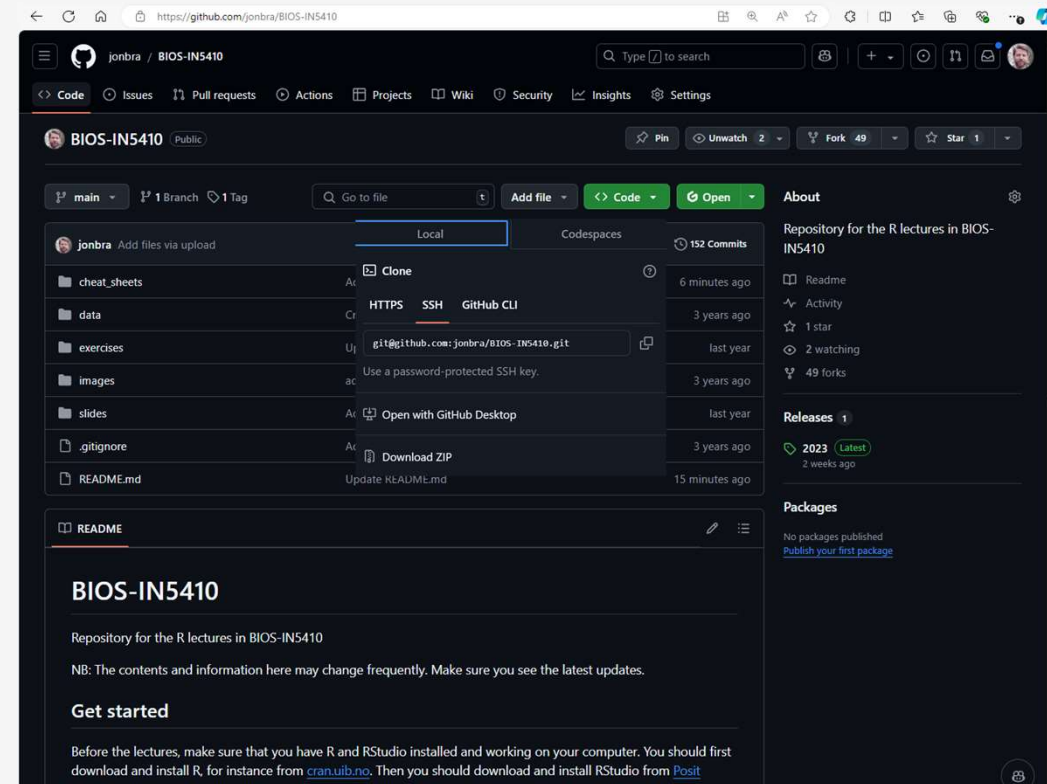 https://github.com/jonbra/BIOS-IN5410
jonbra / BIOS-IN5410
Type / to search
Code Issues Pull requests Actions Projects Wiki Security Insights Settings
BIOS-IN5410 Public
Pin Unwatch 2 Fork 49 Star 1
main 1 Branch 1 Tag Go to file t Add file <> Code Open
jonbra Add files via upload
152 Commits
Local Codespaces
Clone
HTTPS SSH GitHub CLI
git@github.com:jonbra/BIOS-IN5410.git
Use a password-protected SSH key.
Open with GitHub Desktop
Download ZIP
cheat_sheets 6 minutes ago
data Cr 3 years ago
exercises last year
images 3 years ago
slides last year
.gitignore 3 years ago
README.md Update README.md 15 minutes ago
README
BIOS-IN5410
Repository for the R lectures in BIOS-IN5410
NB: The contents and information here may change frequently. Make sure you see the latest updates.
Get started
Before the lectures, make sure that you have R and RStudio installed and working on your computer. You should first
download and install R, for instance from cran.uib.no. Then you should download and install RStudio from Posit
About
Repository for the R lectures in BIOS-
IN5410
Readme
Activity
1 star
2 watching
49 forks
Releases 1
2023 Latest
2 weeks ago
Packages
No packages published
Publish your first package